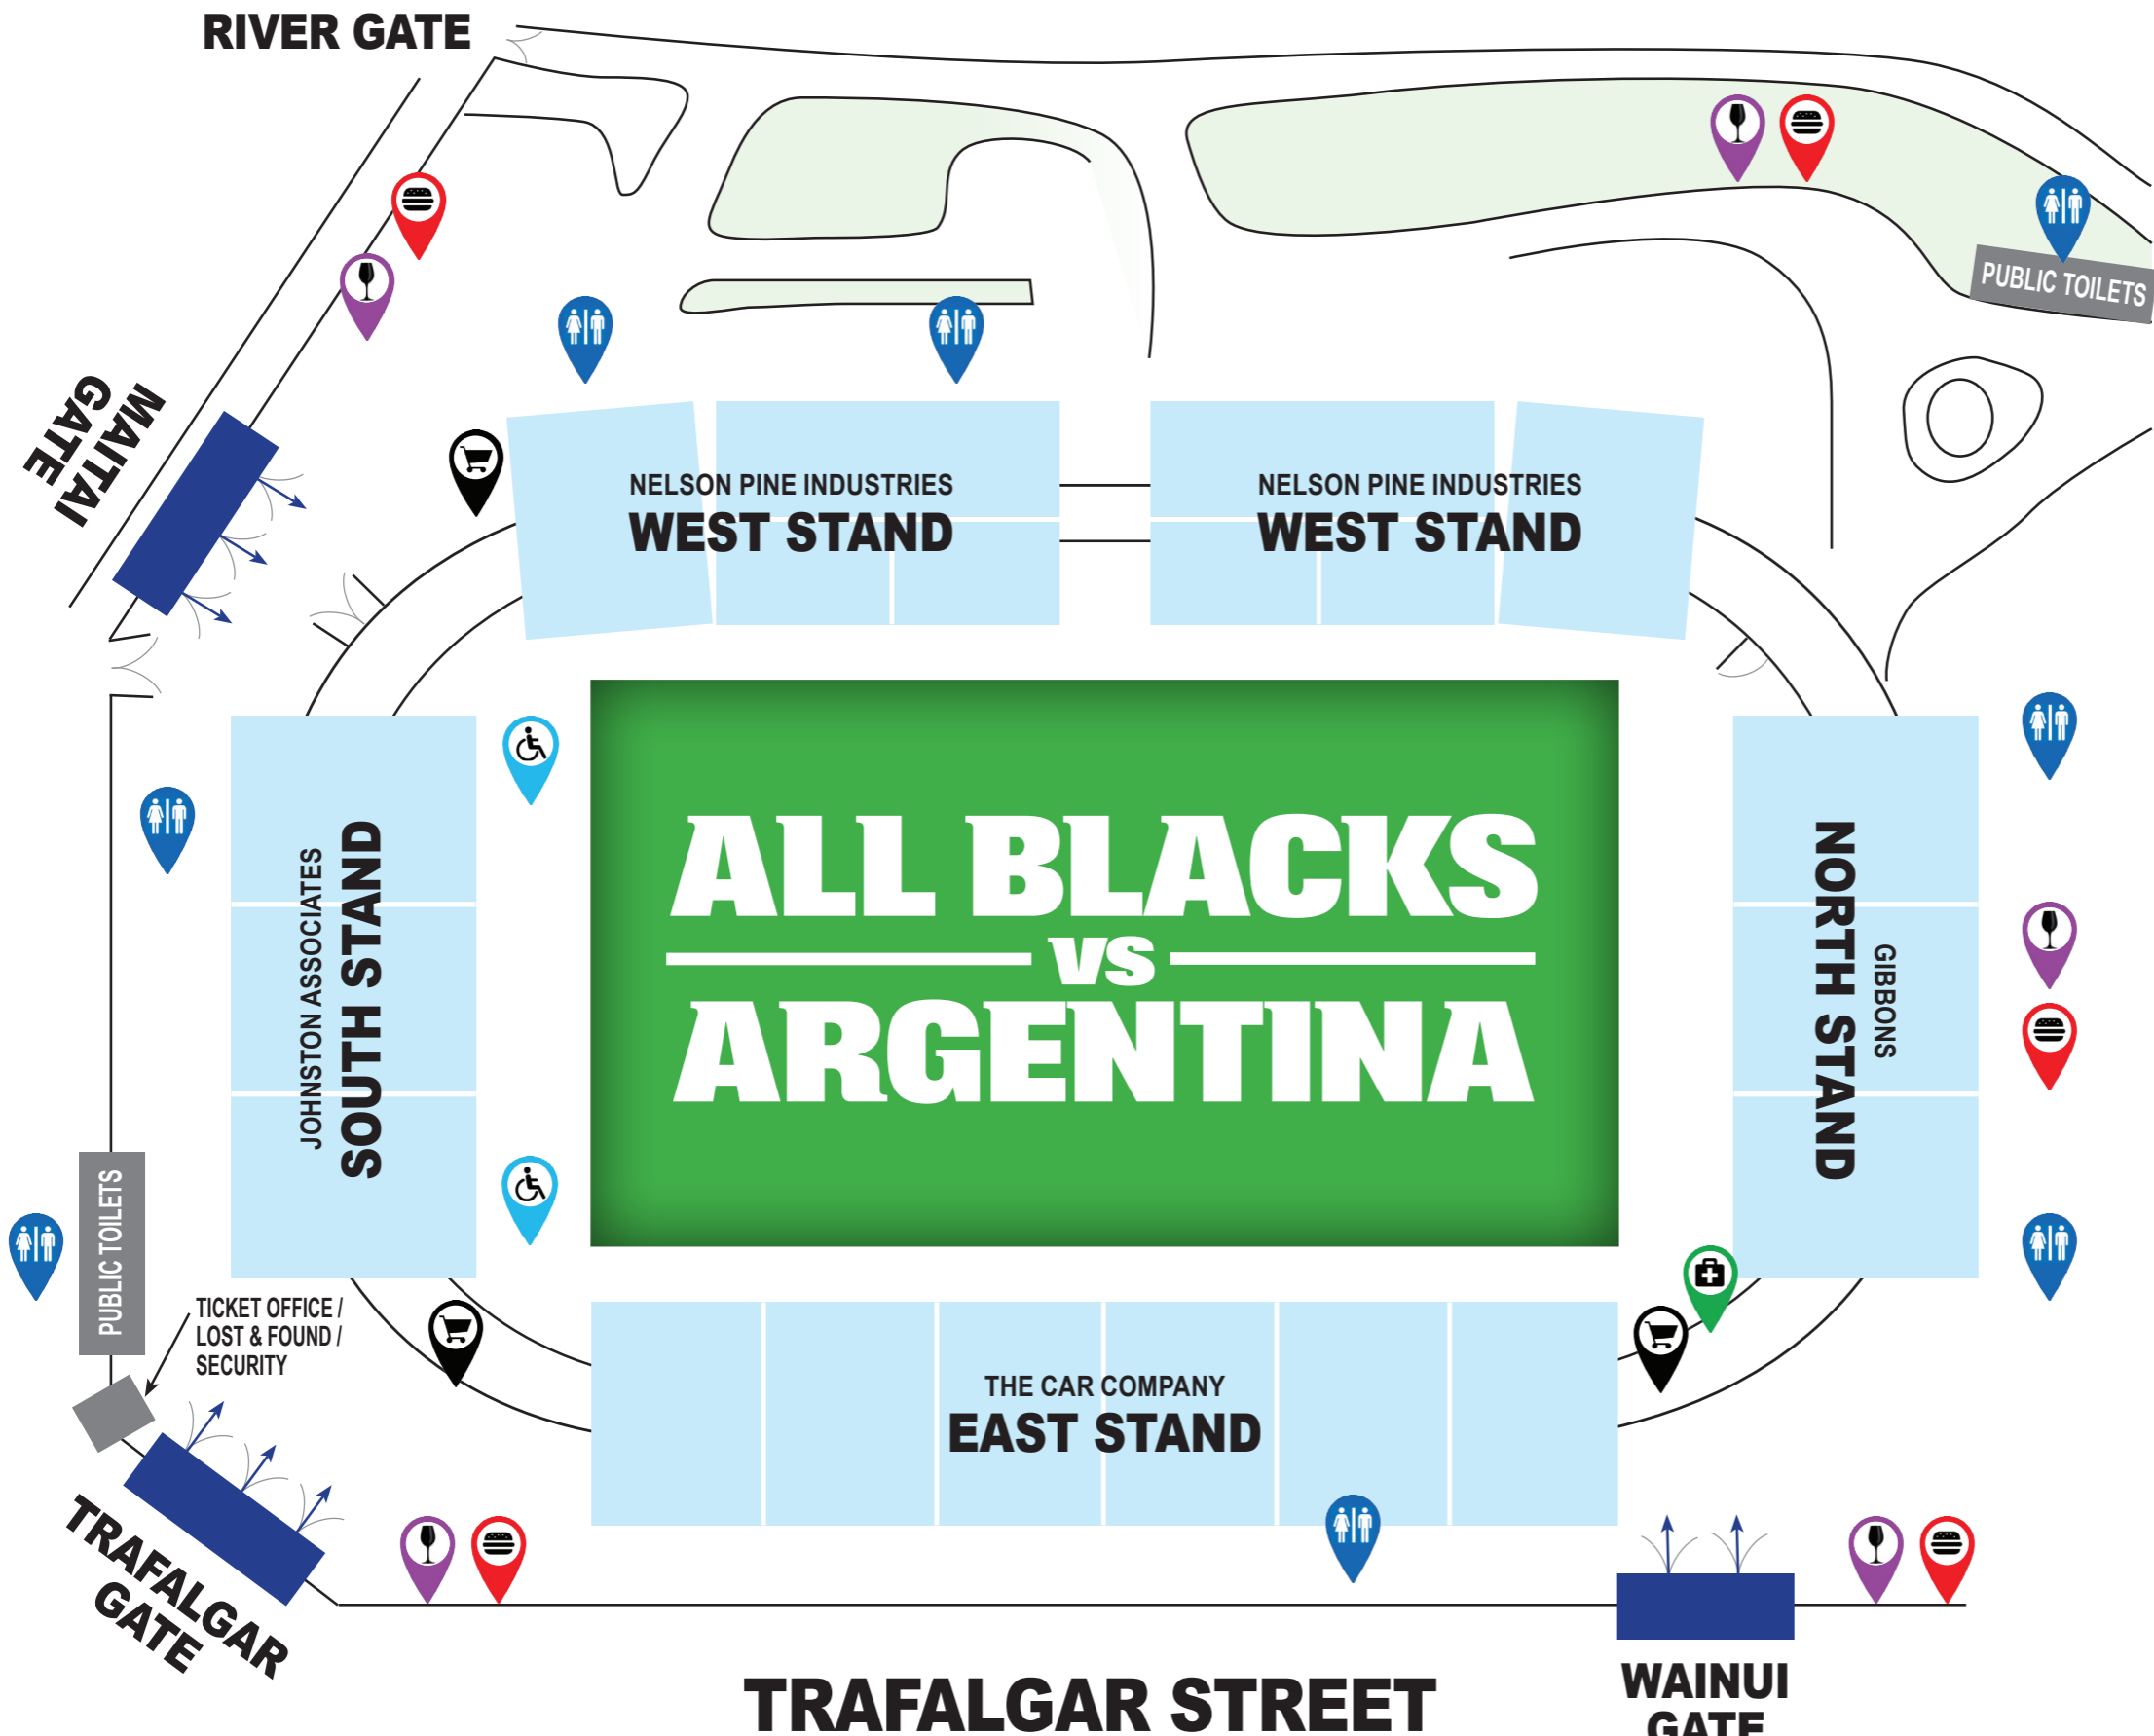 RIVER GATE
PUBLIC TOILETS
MAITAI
GATE
NELSON PINE INDUSTRIES
WEST STAND
NELSON PINE INDUSTRIES
WEST STAND
JOHNSTON ASSOCIATES
SOUTH STAND
ALL BLACKS
VS
ARGENTINA
NORTH STAND
GIBBONS
PUBLIC TOILETS
TICKET OFFICE /
LOST & FOUND /
SECURITY
THE CAR COMPANY
EAST STAND
TRAFALGAR
GATE
TRAFALGAR STREET
WAINUI
GATE